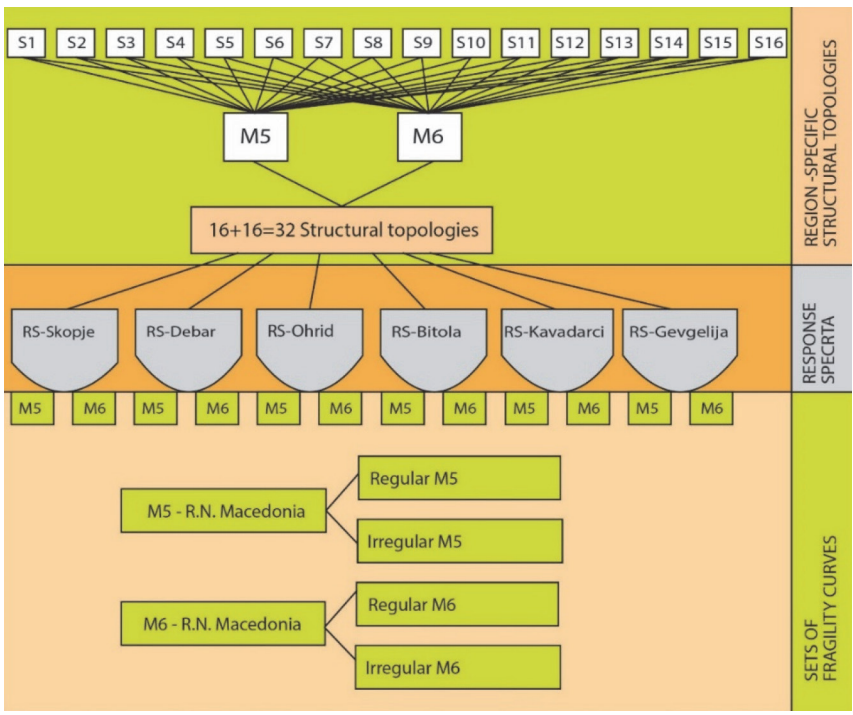 S1 S2 S3 S4 S5 S6 S7 S8 S9 S10 S11 S12 S13 S14 S15 S16
M5 M6
16+16=32 Structural topologies
REGION -SPECIFIC
STRUCTURAL TOPOLOGIES
RS-Skopje RS-Debar RS-Ohrid RS-Bitola RS-Kavadarci RS-Gevgelija
RESPONSE
SPECRTA
M5 M6 M5 M6 M5 M6 M5 M6 M5 M6 M5 M6
Regular M5
M5 - R.N. Macedonia
Irregular M5
Regular M6
M6 - R.N. Macedonia
Irregular M6
SETS OF
FRAGILITY CURVES